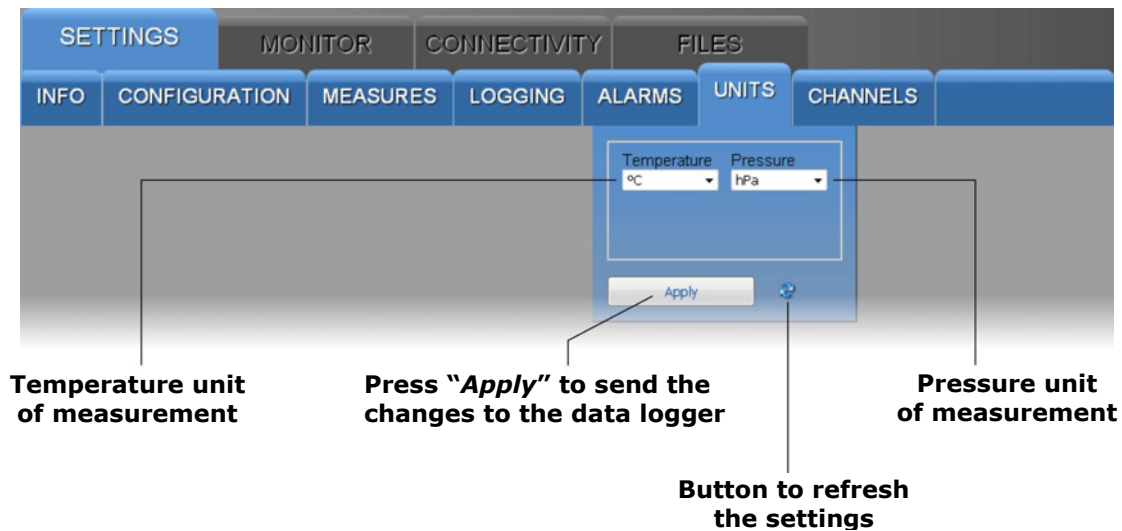 SETTINGS MONITOR CONNECTIVITY FILES
INFO CONFIGURATION MEASURES LOGGING ALARMS UNITS CHANNELS
Temperature Pressure
ºC hPa
Apply
Temperature unit
of measurement
Press “Apply” to send the
changes to the data logger
Pressure unit
of measurement
Button to refresh
the settings